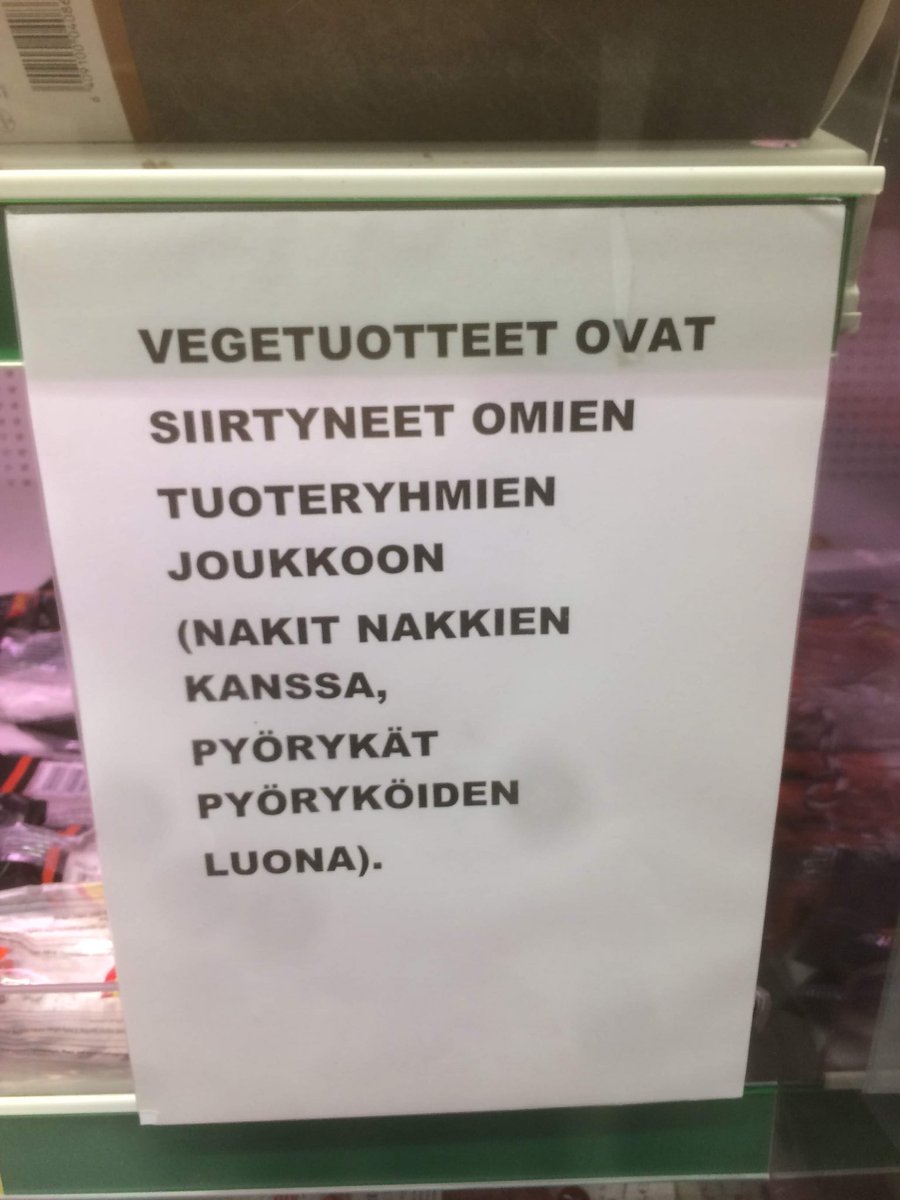 VEGETUOTTEET OVAT
SIIRTYNEET OMIEN
TUOTERYHMIEN
JOUKKOON
(NAKIT NAKKIEN
KANSSA,
PYÖRYKÄT
PYÖRYKÖIDEN
LUONA).